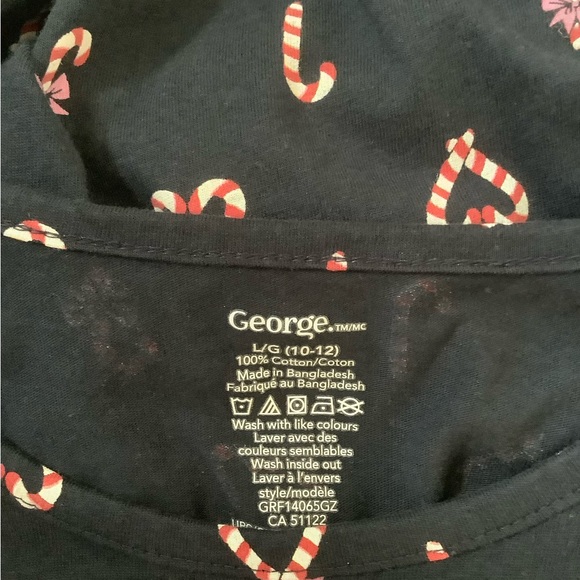 George.TM/MC
L/G (10-12)
100% Cotton/Coton
Made in Bangladesh
Fabriqué au Bangladesh
Wash with like colours
Laver avec des
couleurs semblables
Wash inside out
Laver à l'envers
style/modèle
GRF14065GZ
CA 51122